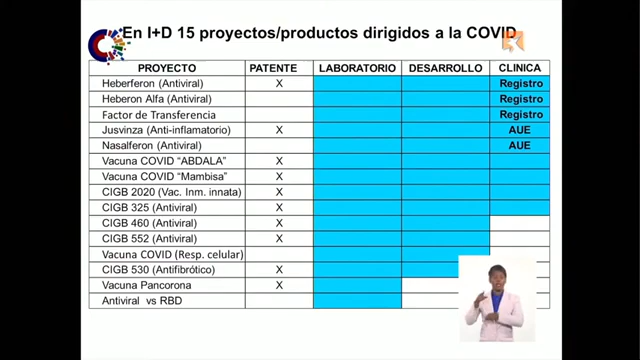 En I+D 15 proyectos/productos dirigidos a la COVID
PROYECTO PATENTE LABORATORIO DESARROLLO CLINICA
Heberferon (Antiviral) X Registro
Heberon Alfa (Antiviral) Registro
Factor de Transferencia Registro
Jusvinza (Anti-inflamatorio) X AUE
Nasalferon (Antiviral) AUE
Vacuna COVID “ABDALA” X
Vacuna COVID “Mambisa” X
CIGB 2020 (Vac. Inm. innata) X
CIGB 325 (Antiviral) X
CIGB 460 (Antiviral) X
CIGB 552 (Antiviral) X
Vacuna COVID (Resp. celular)
CIGB 530 (Antifibrótico) X
Vacuna Pancorona X
Antiviral vs RBD